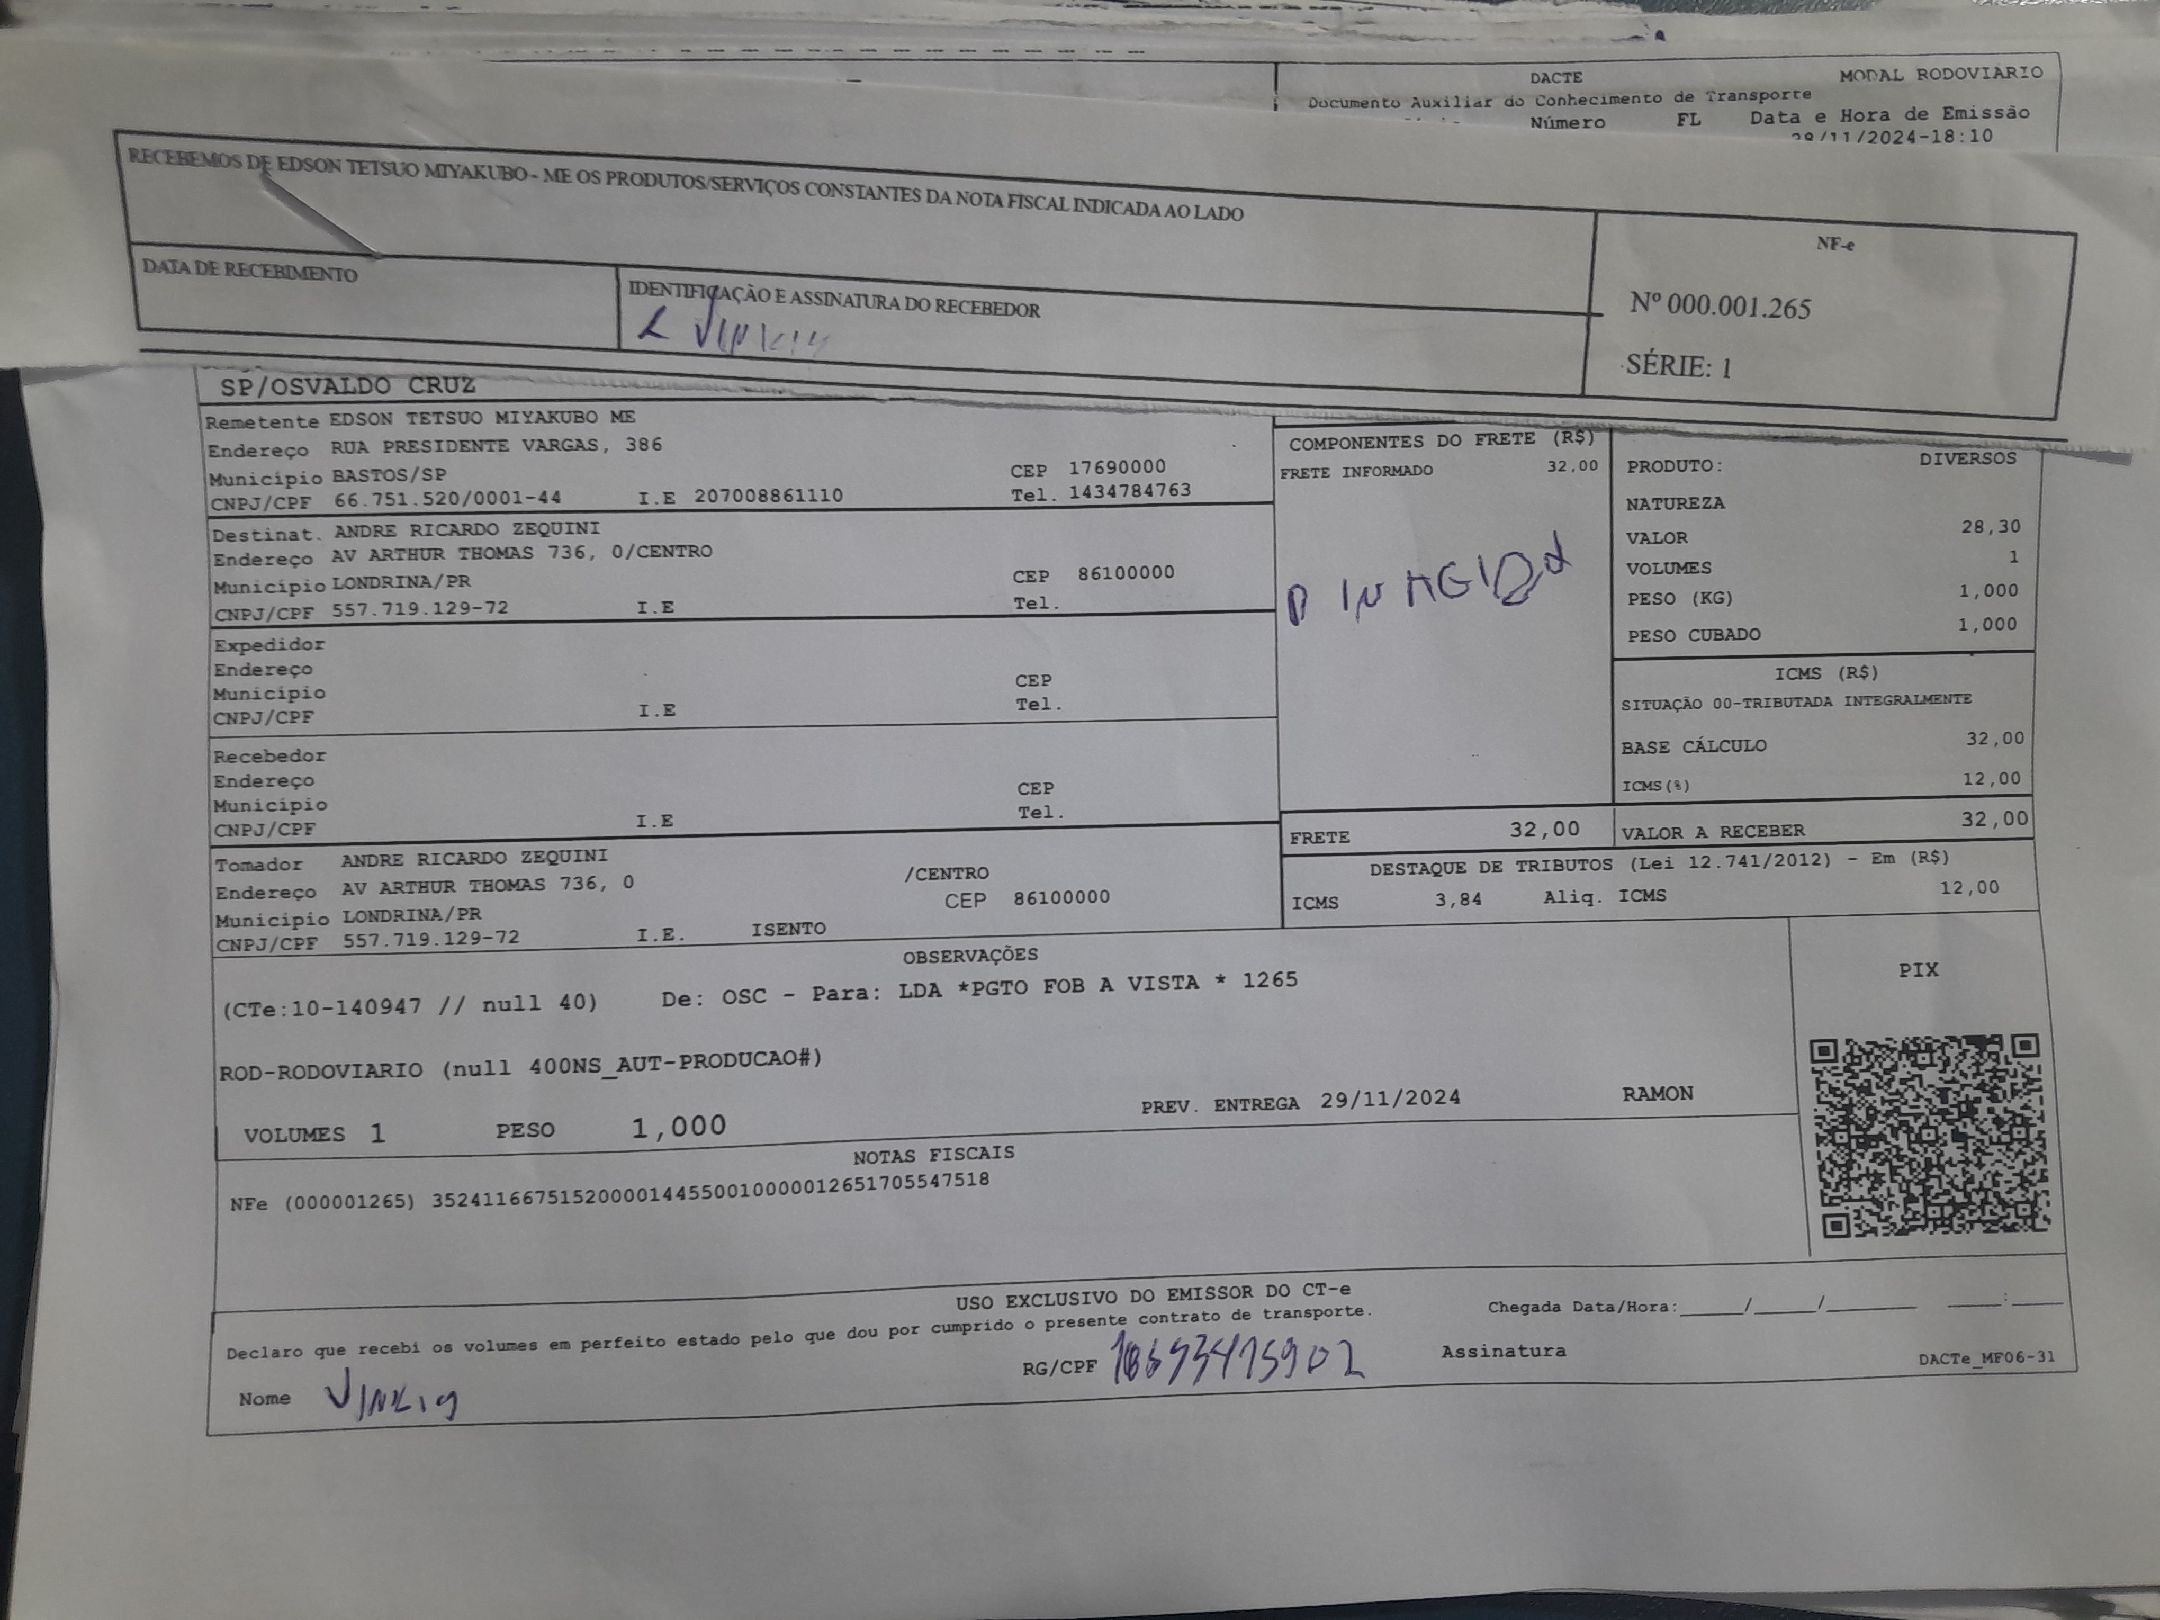 DACTE MODAL RODOVIARIO
Documento Auxiliar do Conhecimento de Transporte
Número FL Data e Hora de Emissão
28/11/2024-18:10
RECEBEMOS DE EDSON TETSUO MIYAKUBO - ME OS PRODUTOS/SERVIÇOS CONSTANTES DA NOTA FISCAL INDICADA AO LADO
NF-e
Nº 000.001.265
SÉRIE: 1
DATA DE RECEBIMENTO
IDENTIFICAÇÃO E ASSINATURA DO RECEBEDOR
SP/OSVALDO CRUZ
Remetente EDSON TETSUO MIYAKUBO ME
Endereço RUA PRESIDENTE VARGAS, 386
Município BASTOS/SP CEP 17690000
CNPJ/CPF 66.751.520/0001-44 I.E 207008861110 Tel. 1434784763
Destinat. ANDRE RICARDO ZEQUINI
Endereço AV ARTHUR THOMAS 736, 0/CENTRO
Município LONDRINA/PR CEP 86100000
CNPJ/CPF 557.719.129-72 I.E Tel.
Expedidor
Endereço
Município CEP
CNPJ/CPF I.E Tel.
Recebedor
Endereço
Município CEP
CNPJ/CPF I.E Tel.
Tomador ANDRE RICARDO ZEQUINI
Endereço AV ARTHUR THOMAS 736, 0 /CENTRO
Município LONDRINA/PR CEP 86100000
CNPJ/CPF 557.719.129-72 I.E. ISENTO
COMPONENTES DO FRETE (R$)
FRETE INFORMADO 32,00
FRETE 32,00
PRODUTO: DIVERSOS
NATUREZA
VALOR 28,30
VOLUMES 1
PESO (KG) 1,000
PESO CUBADO 1,000
ICMS (R$)
SITUAÇÃO 00-TRIBUTADA INTEGRALMENTE
BASE CÁLCULO 32,00
ICMS(%) 12,00
VALOR A RECEBER 32,00
DESTAQUE DE TRIBUTOS (Lei 12.741/2012) - Em (R$)
ICMS 3,84 Aliq. ICMS 12,00
OBSERVAÇÕES
(CTe:10-140947 // null 40) De: OSC - Para: LDA *PGTO FOB A VISTA * 1265
ROD-RODOVIARIO (null 400NS_AUT-PRODUCAO#)
PREV. ENTREGA 29/11/2024 RAMON
VOLUMES 1 PESO 1,000
PIX
NOTAS FISCAIS
NFe (000001265) 35241166751520000144550010000012651705547518
USO EXCLUSIVO DO EMISSOR DO CT-e
Declaro que recebi os volumes em perfeito estado pelo que dou por cumprido o presente contrato de transporte.
Chegada Data/Hora:_____/_____/_______ ____:____
Nome RG/CPF Assinatura
DACTe_MF06-31